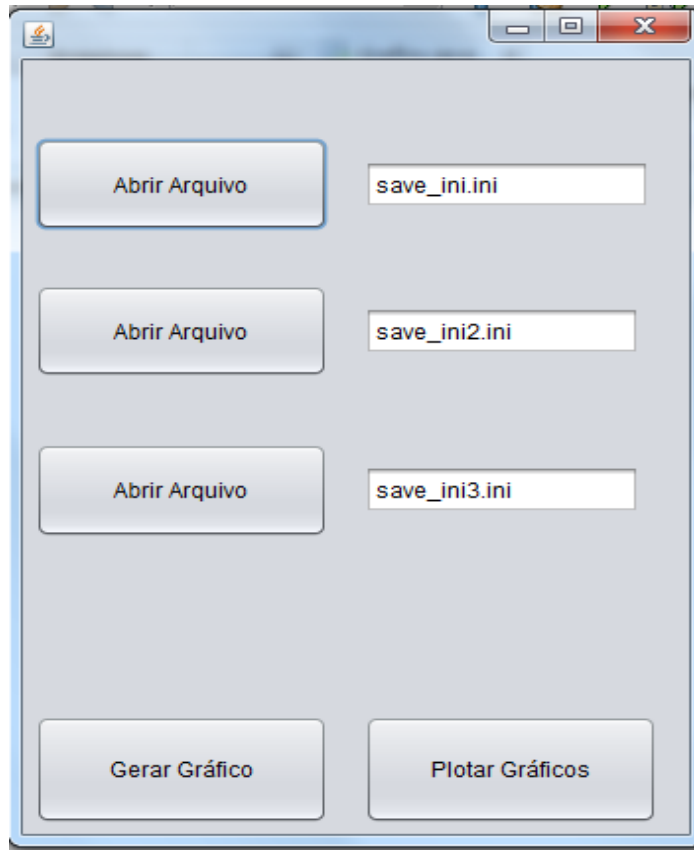 Abrir Arquivo
save_ini.ini
Abrir Arquivo
save_ini2.ini
Abrir Arquivo
save_ini3.ini
Gerar Gráfico
Plotar Gráficos